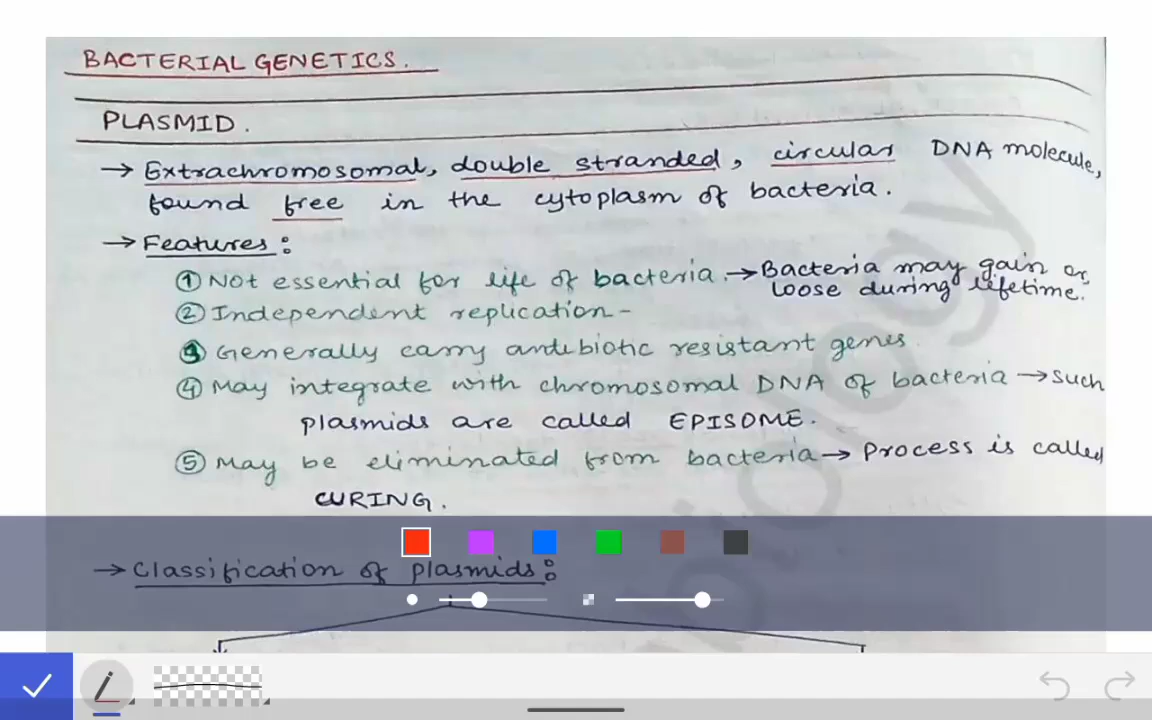 BACTERIAL GENETICS.
PLASMID.
→ Extrachromosomal, double stranded, circular DNA molecule,
found free in the cytoplasm of bacteria.
→ Features:
① Not essential for life of bacteria. → Bacteria may gain or
loose during lifetime.
② Independent replication -
③ Generally carry antibiotic resistant genes
④ May integrate with chromosomal DNA of bacteria → such
plasmids are called EPISOME.
⑤ May be eliminated from bacteria → Process is called
CURING.
→ Classification of plasmids:
biology